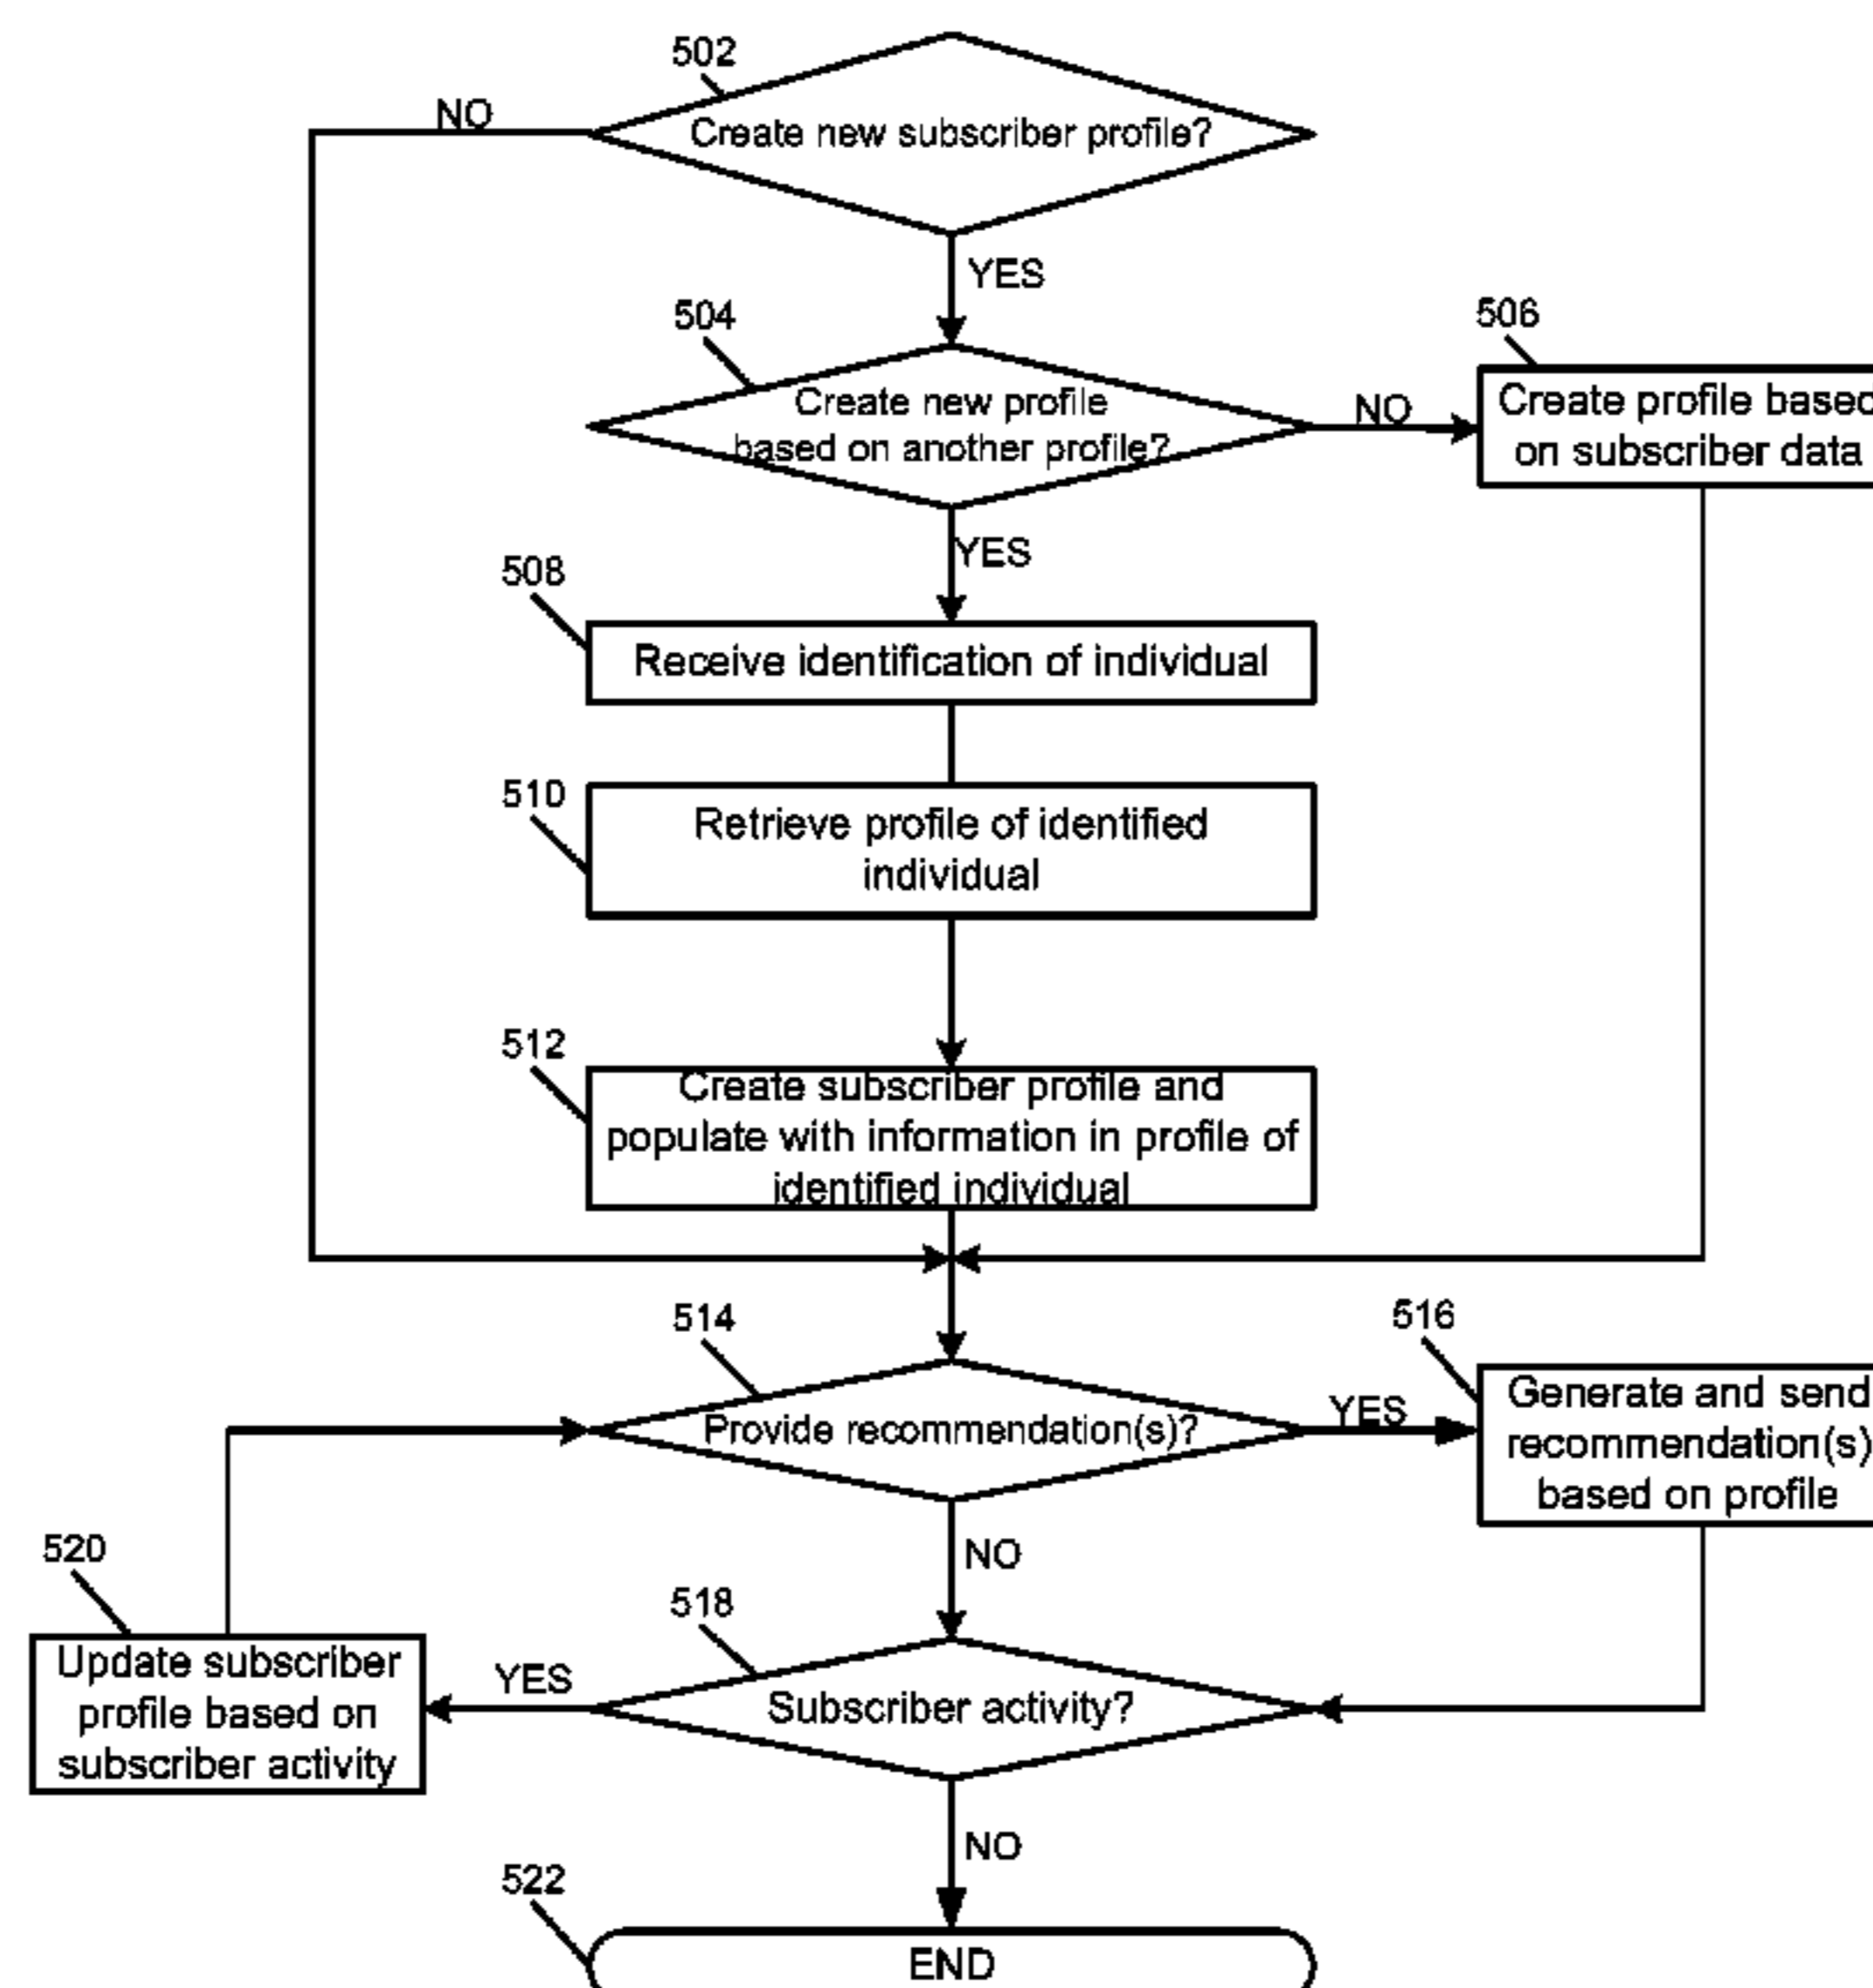 502
NO
Create new subscriber profile?
YES
504
506
Create new profile
based on another profile?
NO
Create profile based
on subscriber data
YES
508
Receive identification of individual
510
Retrieve profile of identified
individual
512
Create subscriber profile and
populate with information in profile of
identified individual
514
516
Provide recommendation(s)?
YES
Generate and send
recommendation(s)
based on profile
NO
520
518
Update subscriber
profile based on
subscriber activity
YES
Subscriber activity?
NO
522
END